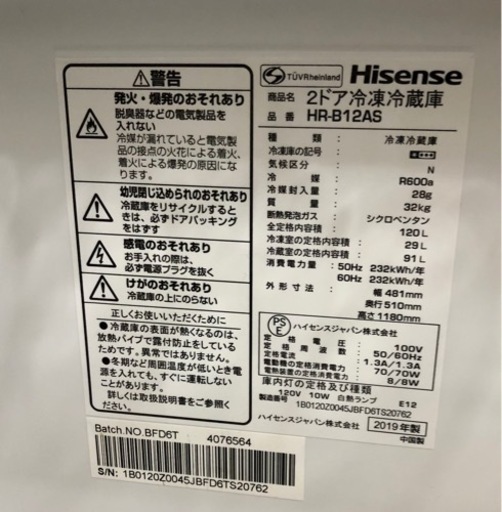 ⚠警告
発火・爆発のおそれあり
脱臭器などの電気製品を
入れない
冷媒が漏れていると電気製
品の接点の火花による着火、
着火による爆発の原因に
なります。
幼児閉じ込められのおそれあり
冷蔵庫をリサイクルすると
きは、必ずドアパッキング
をはずす
感電のおそれあり
お手入れの際は、
必ず電源プラグを抜く
けがのおそれあり
冷蔵庫の上にのらない
正しくお使いいただくために
●冷蔵庫の表面が熱くなるのは、
放熱パイプで露付防止をしている
ためです。異常ではありません。
●冬期など周囲温度が低いとき電
源を入れても、すぐに運転しない
ことがあります。
詳しくは取扱説明書をご参照ください。
TÜVRheinland
Hisense
商品名 2ドア冷凍冷蔵庫
品番 HR-B12AS
種類 : 冷凍冷蔵庫
冷凍庫の記号 :
気候区分 : N
冷媒 : R600a
冷媒封入量 : 28g
質量 : 32kg
断熱発泡ガス : シクロペンタン
全定格内容積 : 120L
冷凍室の定格内容積 : 29L
冷蔵室の定格内容積 : 91L
消費電力量 : 50Hz 232kWh/年
60Hz 232kWh/年
外形寸法 : 幅 481mm
奥行 510mm
高さ 1180mm
PSE ハイセンスジャパン株式会社
定格電圧 : 100V
定格周波数 : 50/60Hz
定格電流 : 1.3A/1.3A
電動機の定格消費電力 : 70/70W
電熱装置の定格消費電力 : 8/8W
庫内灯の定格及び種類
120V 10W 白熱ランプ E12
1B0120Z0045JBFD6TS20762
ハイセンスジャパン株式会社
2019年製
中国製
Batch.NO.BFD6T 4076564
S/N: 1B0120Z0045JBFD6TS20762